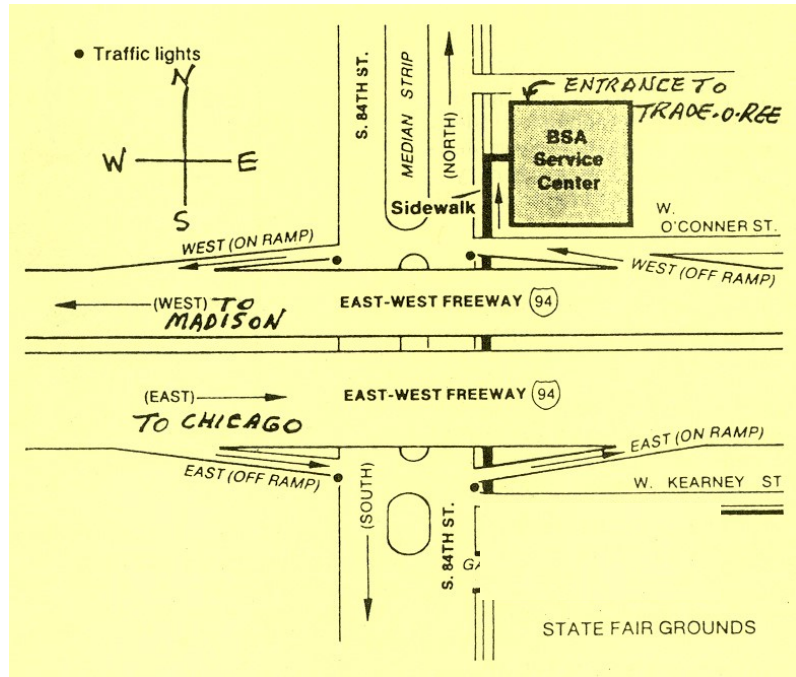 • Traffic lights
N
W E
S
S. 84TH ST.
MEDIAN STRIP
(NORTH)
ENTRANCE TO
TRADE-O-REE
BSA
Service
Center
Sidewalk
W.
O'CONNER ST.
WEST (ON RAMP)
WEST (OFF RAMP)
(WEST) TO
MADISON
EAST-WEST FREEWAY 94
(EAST)
TO CHICAGO
EAST-WEST FREEWAY 94
EAST (OFF RAMP)
EAST (ON RAMP)
W. KEARNEY ST
(SOUTH)
S. 84TH ST.
GA
STATE FAIR GROUNDS